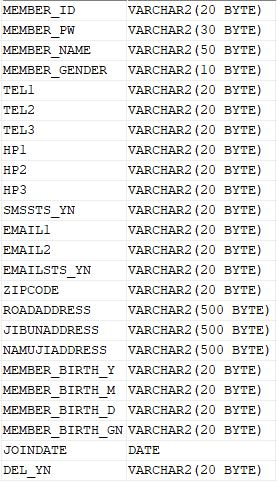 MEMBER_ID VARCHAR2(20 BYTE)
MEMBER_PW VARCHAR2(30 BYTE)
MEMBER_NAME VARCHAR2(50 BYTE)
MEMBER_GENDER VARCHAR2(10 BYTE)
TEL1 VARCHAR2(20 BYTE)
TEL2 VARCHAR2(20 BYTE)
TEL3 VARCHAR2(20 BYTE)
HP1 VARCHAR2(20 BYTE)
HP2 VARCHAR2(20 BYTE)
HP3 VARCHAR2(20 BYTE)
SMSSTS_YN VARCHAR2(20 BYTE)
EMAIL1 VARCHAR2(20 BYTE)
EMAIL2 VARCHAR2(20 BYTE)
EMAILSTS_YN VARCHAR2(20 BYTE)
ZIPCODE VARCHAR2(20 BYTE)
ROADADDRESS VARCHAR2(500 BYTE)
JIBUNADDRESS VARCHAR2(500 BYTE)
NAMUJIADDRESS VARCHAR2(500 BYTE)
MEMBER_BIRTH_Y VARCHAR2(20 BYTE)
MEMBER_BIRTH_M VARCHAR2(20 BYTE)
MEMBER_BIRTH_D VARCHAR2(20 BYTE)
MEMBER_BIRTH_GN VARCHAR2(20 BYTE)
JOINDATE DATE
DEL_YN VARCHAR2(20 BYTE)